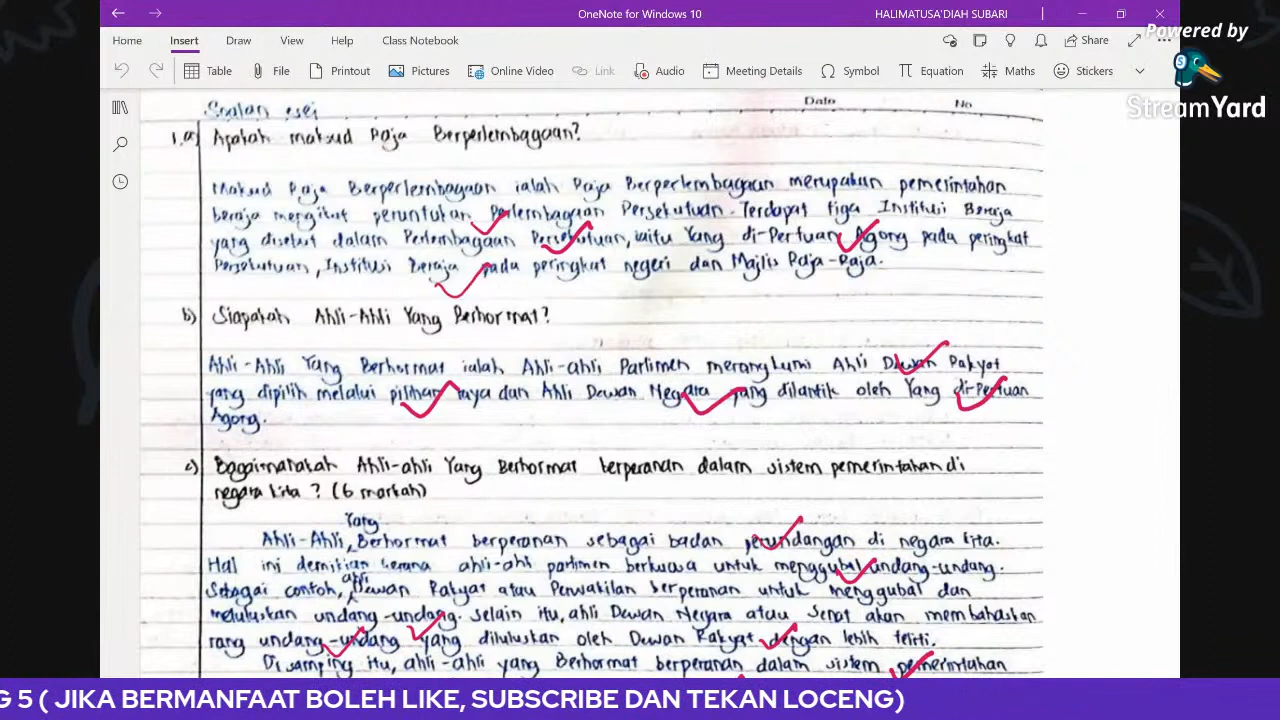 OneNote for Windows 10
HALIMATUSA'DIAH SUBARI
Powered by
StreamYard
Home Insert Draw View Help Class Notebook Share
Table File Printout Pictures Online Video Link Audio Meeting Details Symbol Equation Maths Stickers
Soalan esei
Date No
1.a) Apakah maksud Raja Berperlembagaan?
Maksud Raja Berperlembagaan ialah Raja Berperlembagaan merupakan pemerintahan
beraja mengikut peruntukan Perlembagaan Persekutuan. Terdapat tiga Institusi Beraja
yang disebut dalam Perlembagaan Persekutuan, iaitu Yang di-Pertuan Agong pada peringkat
Persekutuan, Institusi Beraja pada peringkat negeri dan Majlis Raja-Raja.
b) Siapakah Ahli-Ahli Yang Berhormat?
Ahli-Ahli Yang Berhormat ialah Ahli-ahli Parlimen merangkumi Ahli Dewan Rakyat
yang dipilih melalui pilihan raya dan Ahli Dewan Negara yang dilantik oleh Yang di-Pertuan
Agong.
c) Bagaimanakah Ahli-ahli Yang Berhormat berperanan dalam sistem pemerintahan di
negara kita? (6 markah)
Yang
Ahli-Ahli, Berhormat berperanan sebagai badan perundangan di negara kita.
Hal ini demikian kerana ahli-ahli parlimen berkuasa untuk menggubal undang-undang.
Sebagai contoh, ahli Dewan Rakyat atau Perwakilan berperanan untuk menggubal dan
meluluskan undang-undang. Selain itu, ahli Dewan Negara atau Senat akan membahaskan
rang undang-undang yang diluluskan oleh Dewan Rakyat dengan lebih teliti.
Di samping itu, ahli-ahli yang Berhormat berperanan dalam sistem pemerintahan
G 5 ( JIKA BERMANFAAT BOLEH LIKE, SUBSCRIBE DAN TEKAN LOCENG)